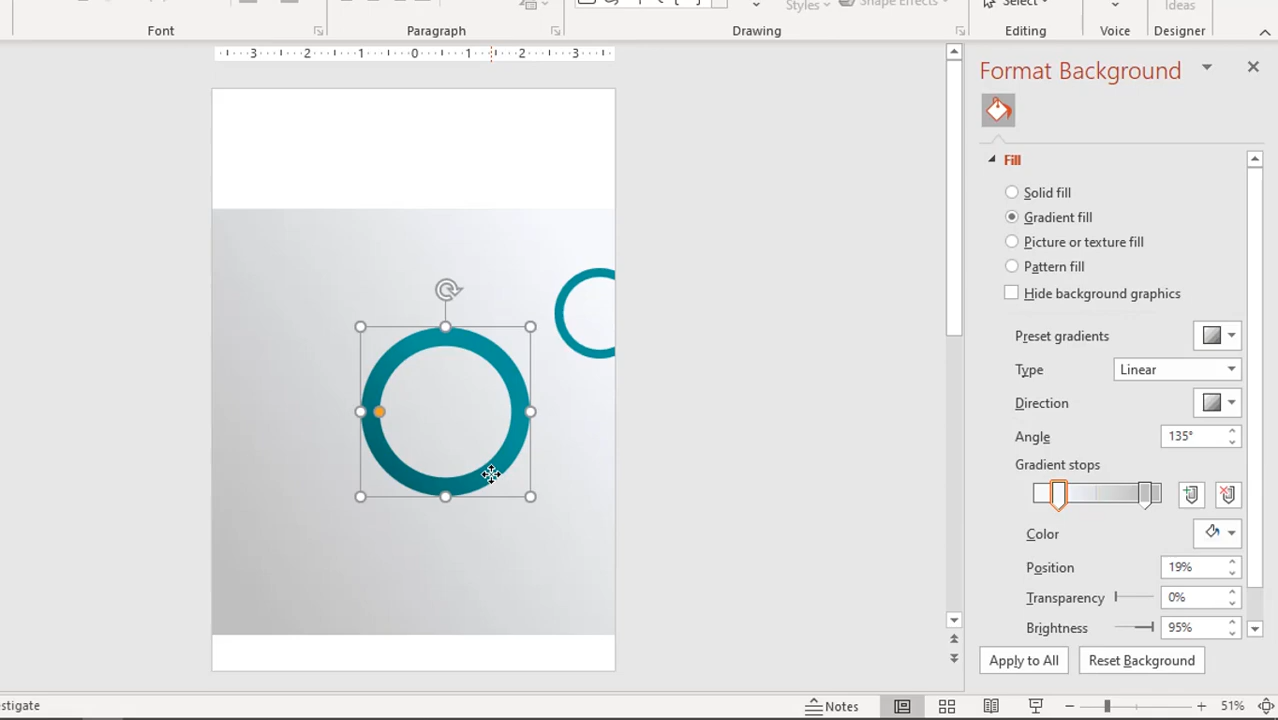 Styles
Shape Effects
Select
Ideas
Font
Paragraph
Drawing
Editing
Voice
Designer
3 2 1 0 1 2 3
Format Background
Fill
Solid fill
Gradient fill
Picture or texture fill
Pattern fill
Hide background graphics
Preset gradients
Type
Linear
Direction
Angle
135°
Gradient stops
Color
Position
19%
Transparency
0%
Brightness
95%
Apply to All
Reset Background
stigate
Notes
51%